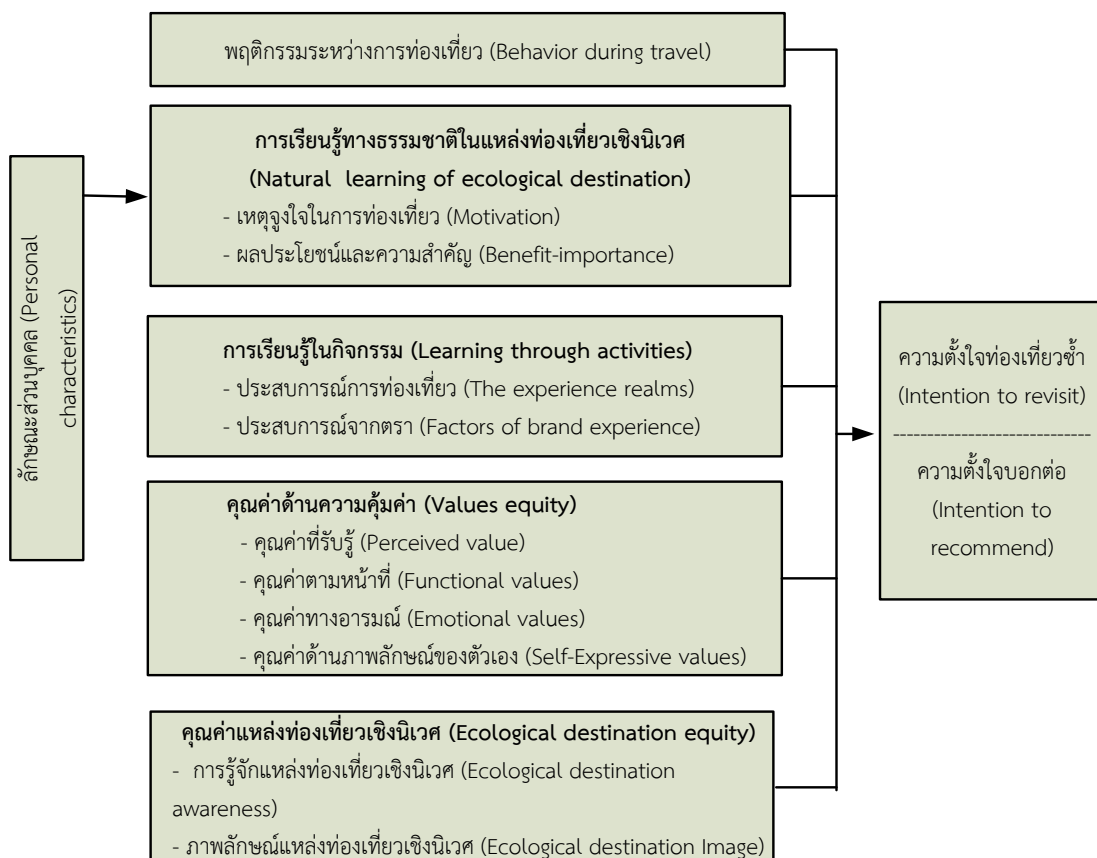 พฤติกรรมระหว่างการท่องเที่ยว (Behavior during travel)
ลักษณะส่วนบุคคล (Personal
characteristics)
การเรียนรู้ทางธรรมชาติในแหล่งท่องเที่ยวเชิงนิเวศ
(Natural learning of ecological destination)
- เหตุจูงใจในการท่องเที่ยว (Motivation)
- ผลประโยชน์และความสำคัญ (Benefit-importance)
การเรียนรู้ในกิจกรรม (Learning through activities)
- ประสบการณ์การท่องเที่ยว (The experience realms)
- ประสบการณ์จากตรา (Factors of brand experience)
คุณค่าด้านความคุ้มค่า (Values equity)
- คุณค่าที่รับรู้ (Perceived value)
- คุณค่าตามหน้าที่ (Functional values)
- คุณค่าทางอารมณ์ (Emotional values)
- คุณค่าด้านภาพลักษณ์ของตัวเอง (Self-Expressive values)
คุณค่าแหล่งท่องเที่ยวเชิงนิเวศ (Ecological destination equity)
- การรู้จักแหล่งท่องเที่ยวเชิงนิเวศ (Ecological destination
awareness)
- ภาพลักษณ์แหล่งท่องเที่ยวเชิงนิเวศ (Ecological destination Image)
ความตั้งใจท่องเที่ยวซ้ำ
(Intention to revisit)
ความตั้งใจบอกต่อ
(Intention to
recommend)